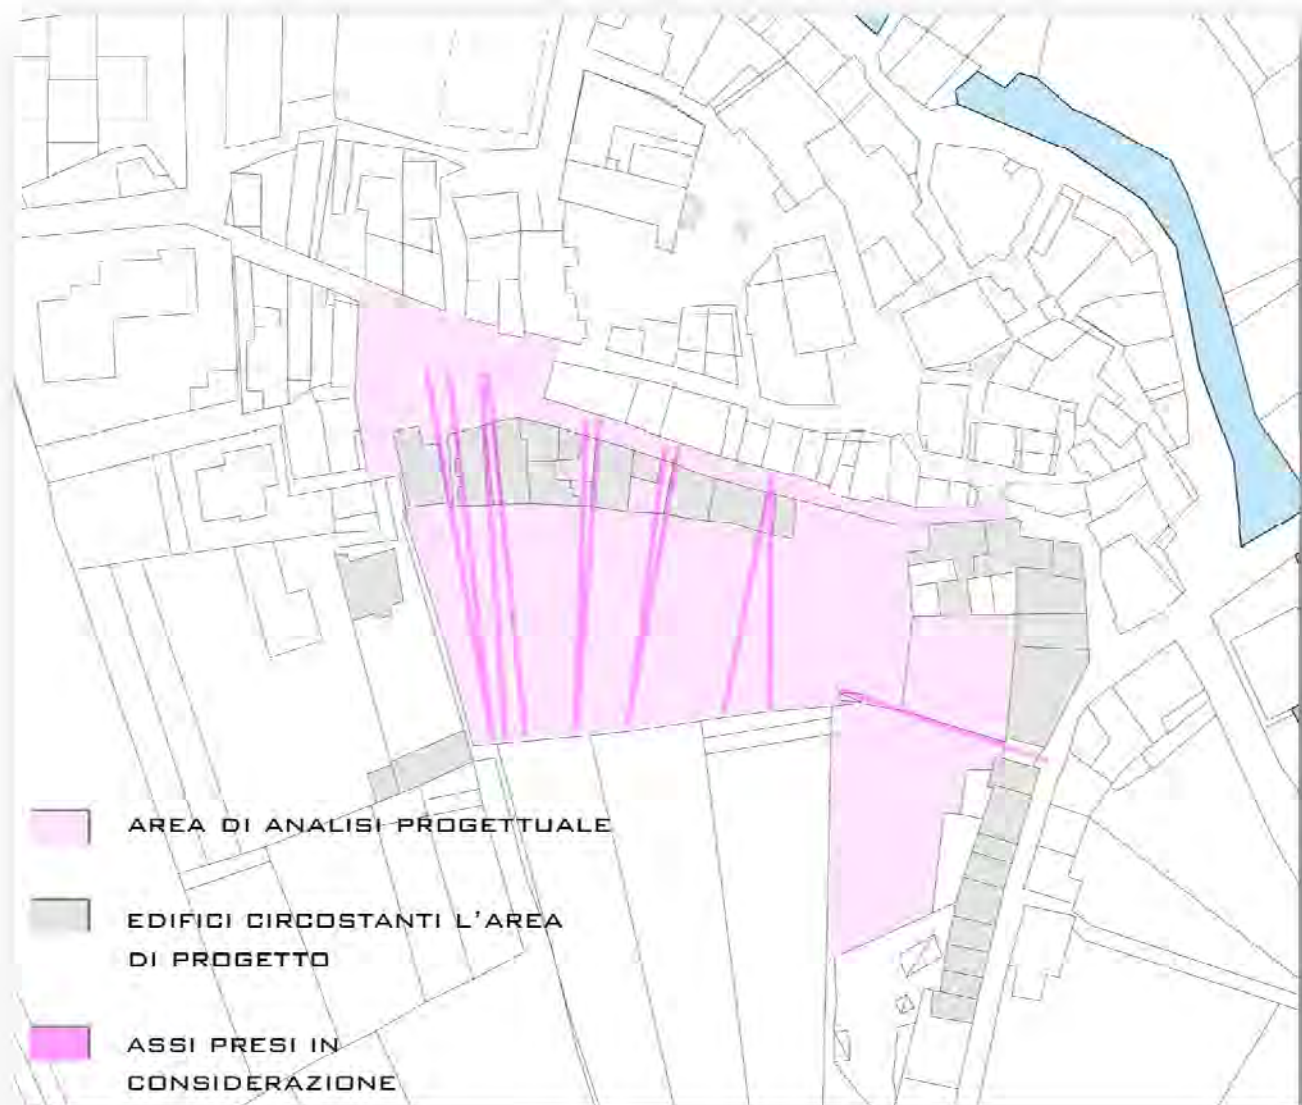 AREA DI ANALISI PROGETTUALE
EDIFICI CIRCOSTANTI L'AREA
DI PROGETTO
ASSI PRESI IN
CONSIDERAZIONE